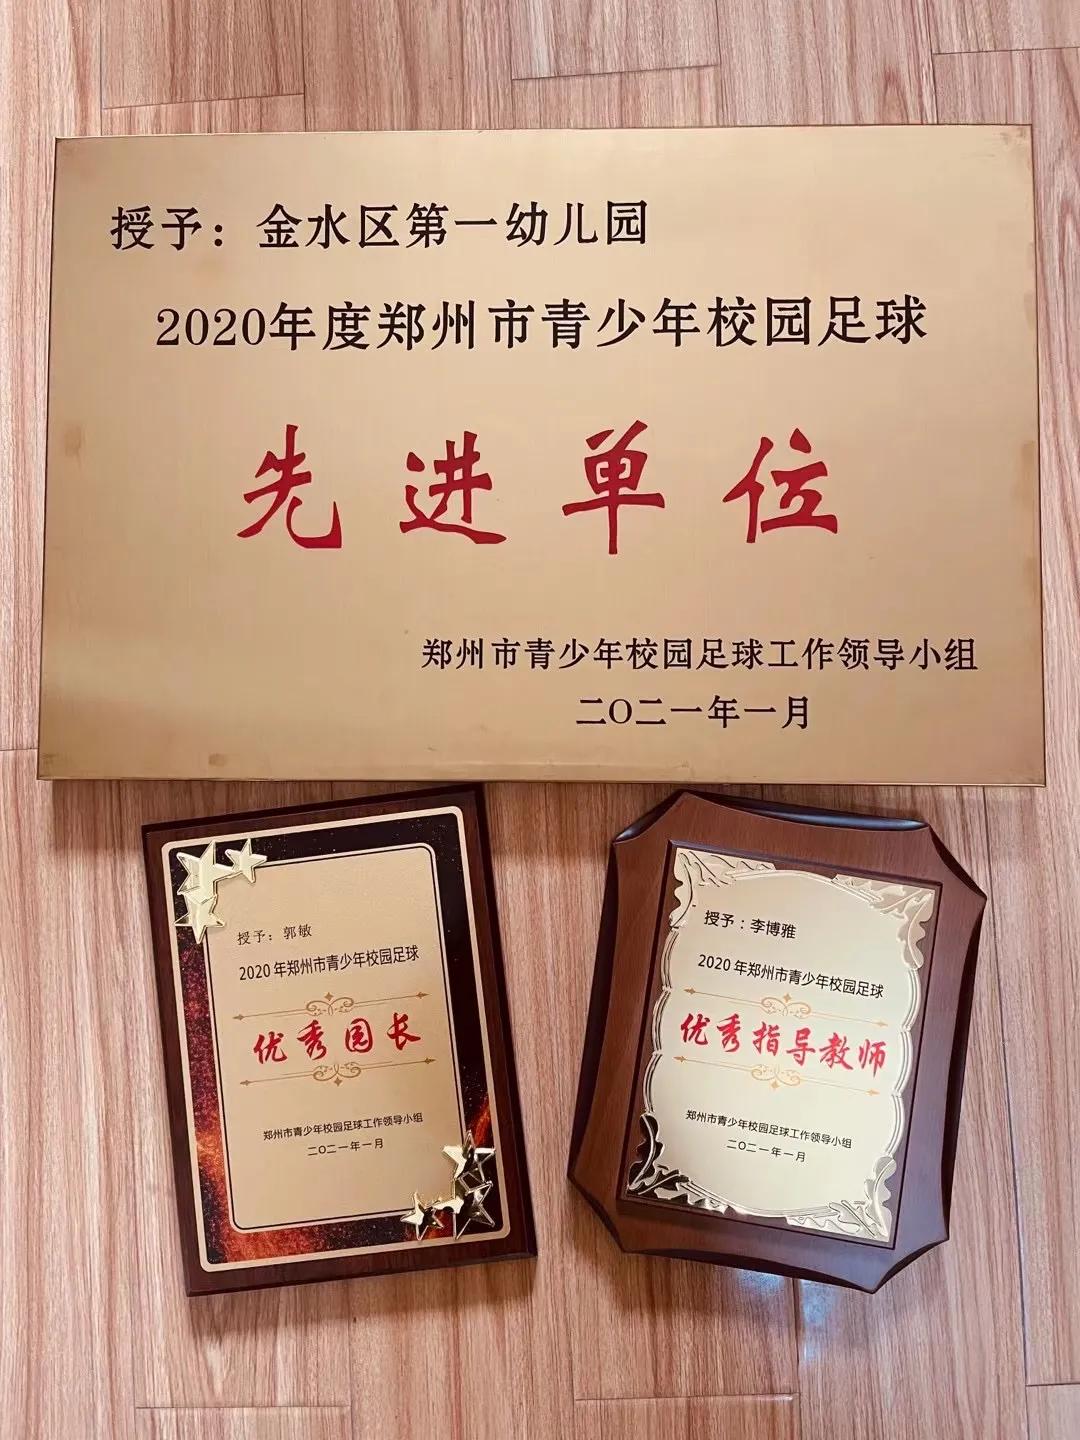 授予：金水区第一幼儿园
2020年度郑州市青少年校园足球
先进单位
郑州市青少年校园足球工作领导小组
二〇二一年一月
授予：郭敏
2020年郑州市青少年校园足球
优秀园长
郑州市青少年校园足球工作领导小组
二〇二一年一月
授予：李博雅
2020年郑州市青少年校园足球
优秀指导教师
郑州市青少年校园足球工作领导小组
二〇二一年一月